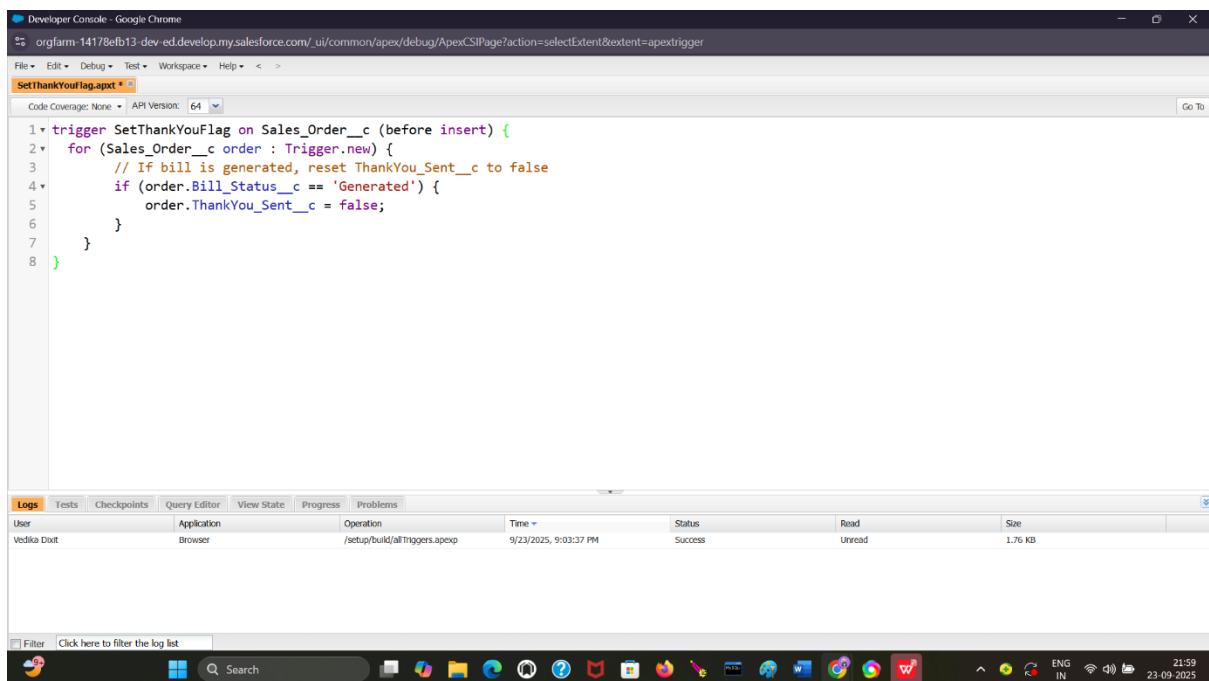 Developer Console - Google Chrome
orgfarm-14178efb13-dev-ed.develop.my.salesforce.com/_ui/common/apex/debug/ApexCSIPage?action=selectExtent&extent=apextrigger
File Edit Debug Test Workspace Help < >
SetThankYouFlag.apxt *
Code Coverage: None API Version: 64 Go To
1 trigger SetThankYouFlag on Sales_Order__c (before insert) {
2 for (Sales_Order__c order : Trigger.new) {
3 // If bill is generated, reset ThankYou_Sent__c to false
4 if (order.Bill_Status__c == 'Generated') {
5 order.ThankYou_Sent__c = false;
6 }
7 }
8 }
Logs Tests Checkpoints Query Editor View State Progress Problems
User Application Operation Time Status Read Size
Vedika Dixit Browser /setup/build/allTriggers.apexp 9/23/2025, 9:03:37 PM Success Unread 1.76 KB
Filter Click here to filter the log list
9+ Search ENG 21:59
IN 23-09-2025